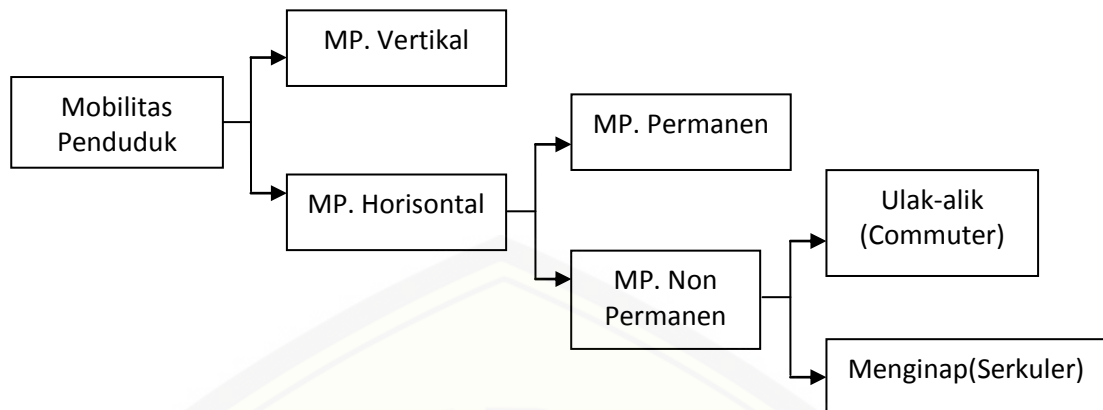 MP. Vertikal
Mobilitas
Penduduk
MP. Permanen
MP. Horisontal
Ulak-alik
(Commuter)
MP. Non
Permanen
Menginap(Serkuler)